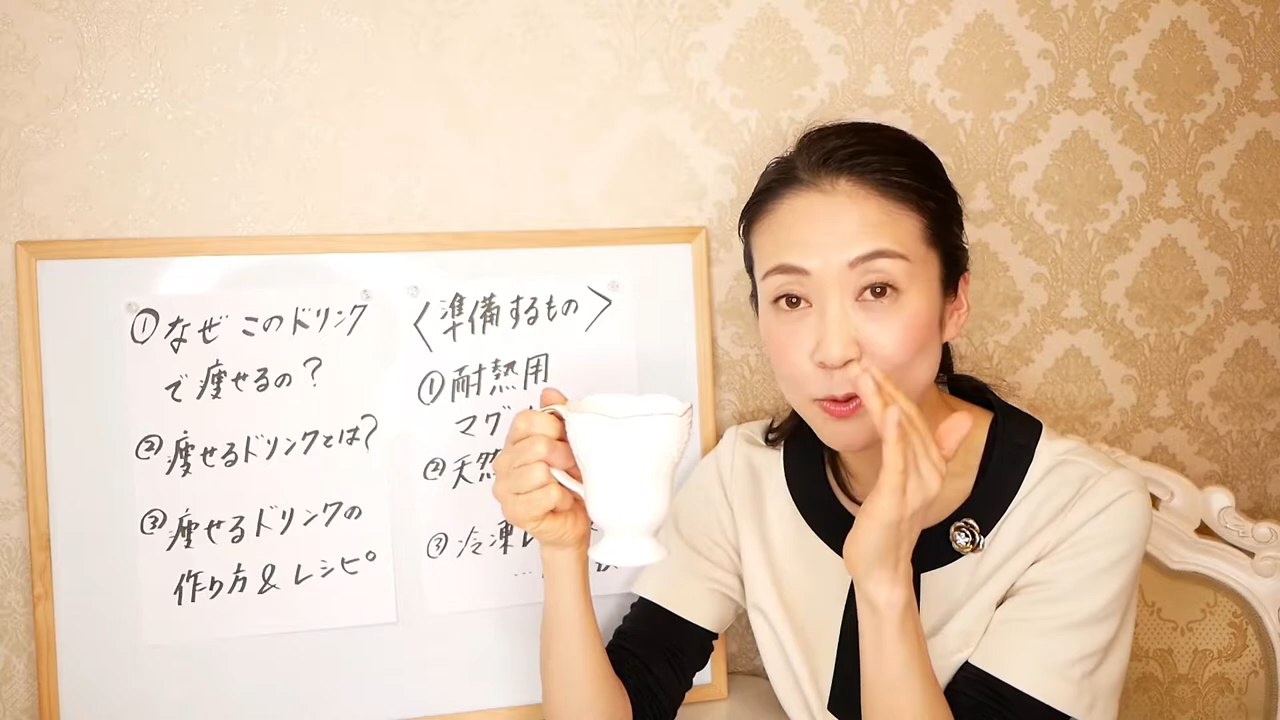 ① なぜ このドリンク
で痩せるの？
② 痩せるドリンクとは？
③ 痩せるドリンクの
作り方 & レシピ
〈準備するもの〉
① 耐熱用
マグ
② 天然
③ 冷凍